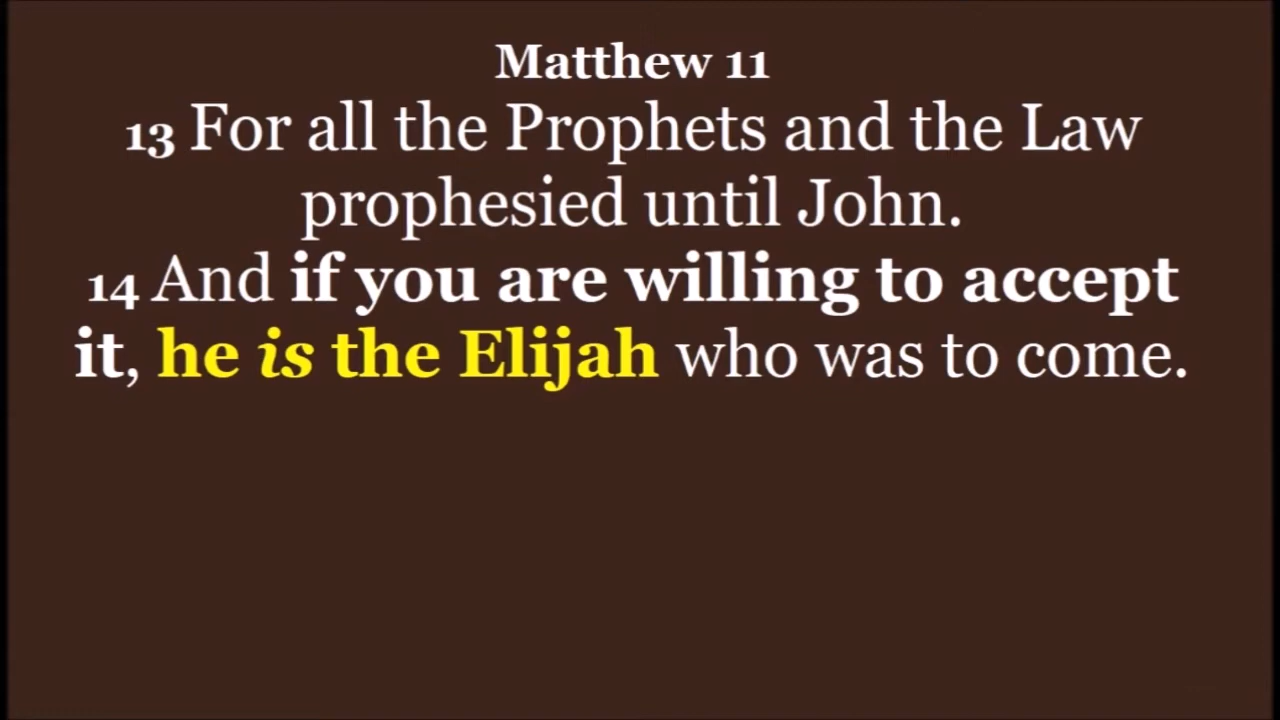 Matthew 11
13 For all the Prophets and the Law
prophesied until John.
14 And if you are willing to accept
it, he is the Elijah who was to come.